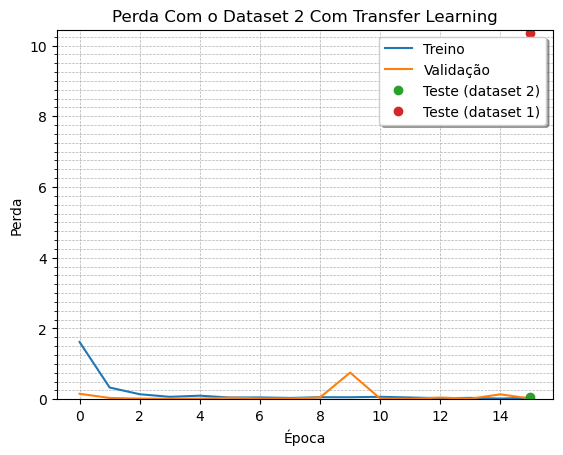 Perda Com o Dataset 2 Com Transfer Learning
Treino
Validação
Teste (dataset 2)
Teste (dataset 1)
10
8
6
4
2
0
Perda
0 2 4 6 8 10 12 14
Época